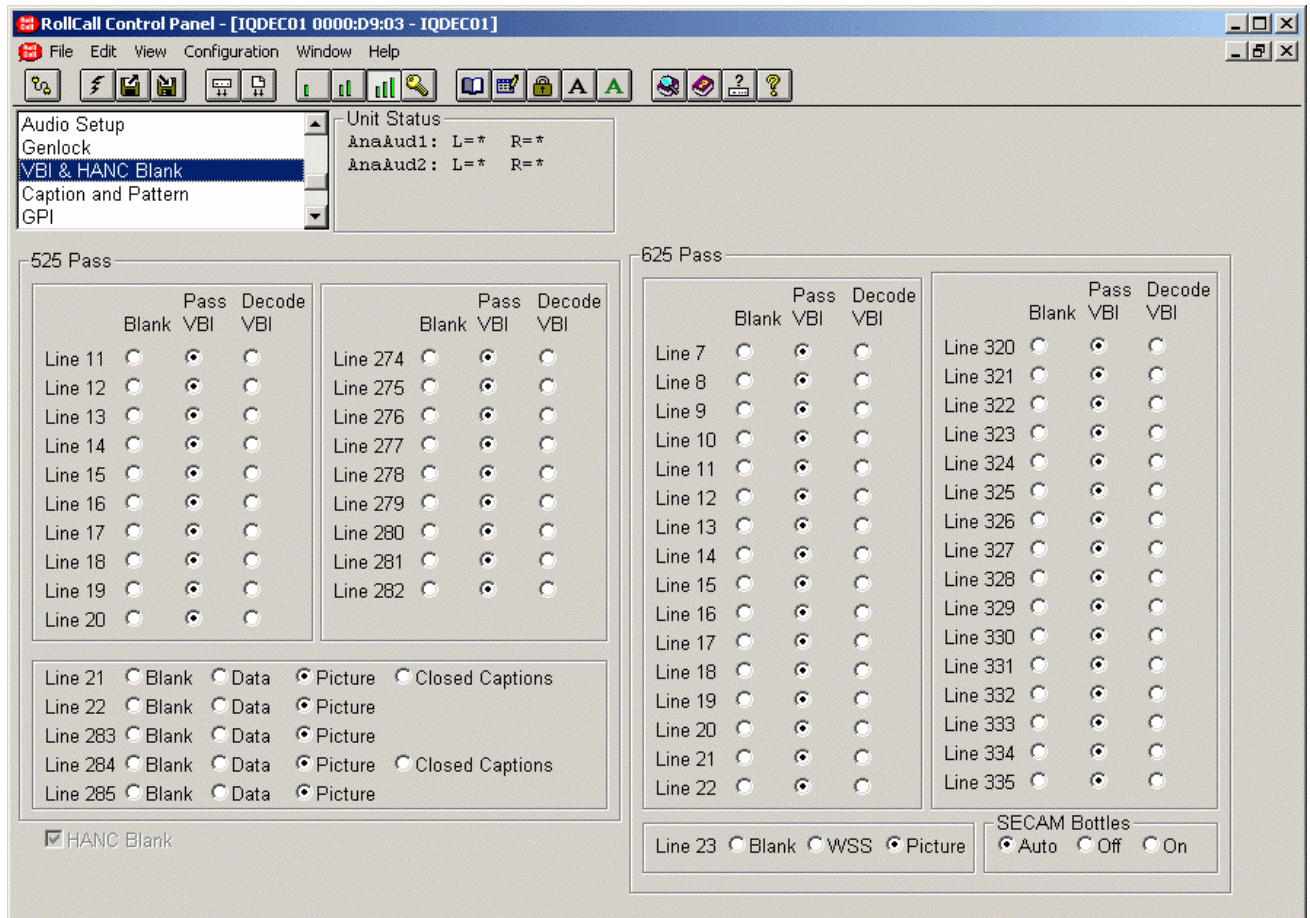 RollCall Control Panel - [IQDEC01 0000:D9:03 - IQDEC01]
File Edit View Configuration Window Help
A A
Audio Setup
Genlock
VBI & HANC Blank
Caption and Pattern
GPI
Unit Status
AnaAud1: L=* R=*
AnaAud2: L=* R=*
525 Pass
Blank Pass VBI Decode VBI
Line 11
Line 12
Line 13
Line 14
Line 15
Line 16
Line 17
Line 18
Line 19
Line 20
Blank Pass VBI Decode VBI
Line 274
Line 275
Line 276
Line 277
Line 278
Line 279
Line 280
Line 281
Line 282
Line 21 Blank Data Picture Closed Captions
Line 22 Blank Data Picture
Line 283 Blank Data Picture
Line 284 Blank Data Picture Closed Captions
Line 285 Blank Data Picture
HANC Blank
625 Pass
Blank Pass VBI Decode VBI
Line 7
Line 8
Line 9
Line 10
Line 11
Line 12
Line 13
Line 14
Line 15
Line 16
Line 17
Line 18
Line 19
Line 20
Line 21
Line 22
Blank Pass VBI Decode VBI
Line 320
Line 321
Line 322
Line 323
Line 324
Line 325
Line 326
Line 327
Line 328
Line 329
Line 330
Line 331
Line 332
Line 333
Line 334
Line 335
Line 23 Blank WSS Picture
SECAM Bottles
Auto Off On